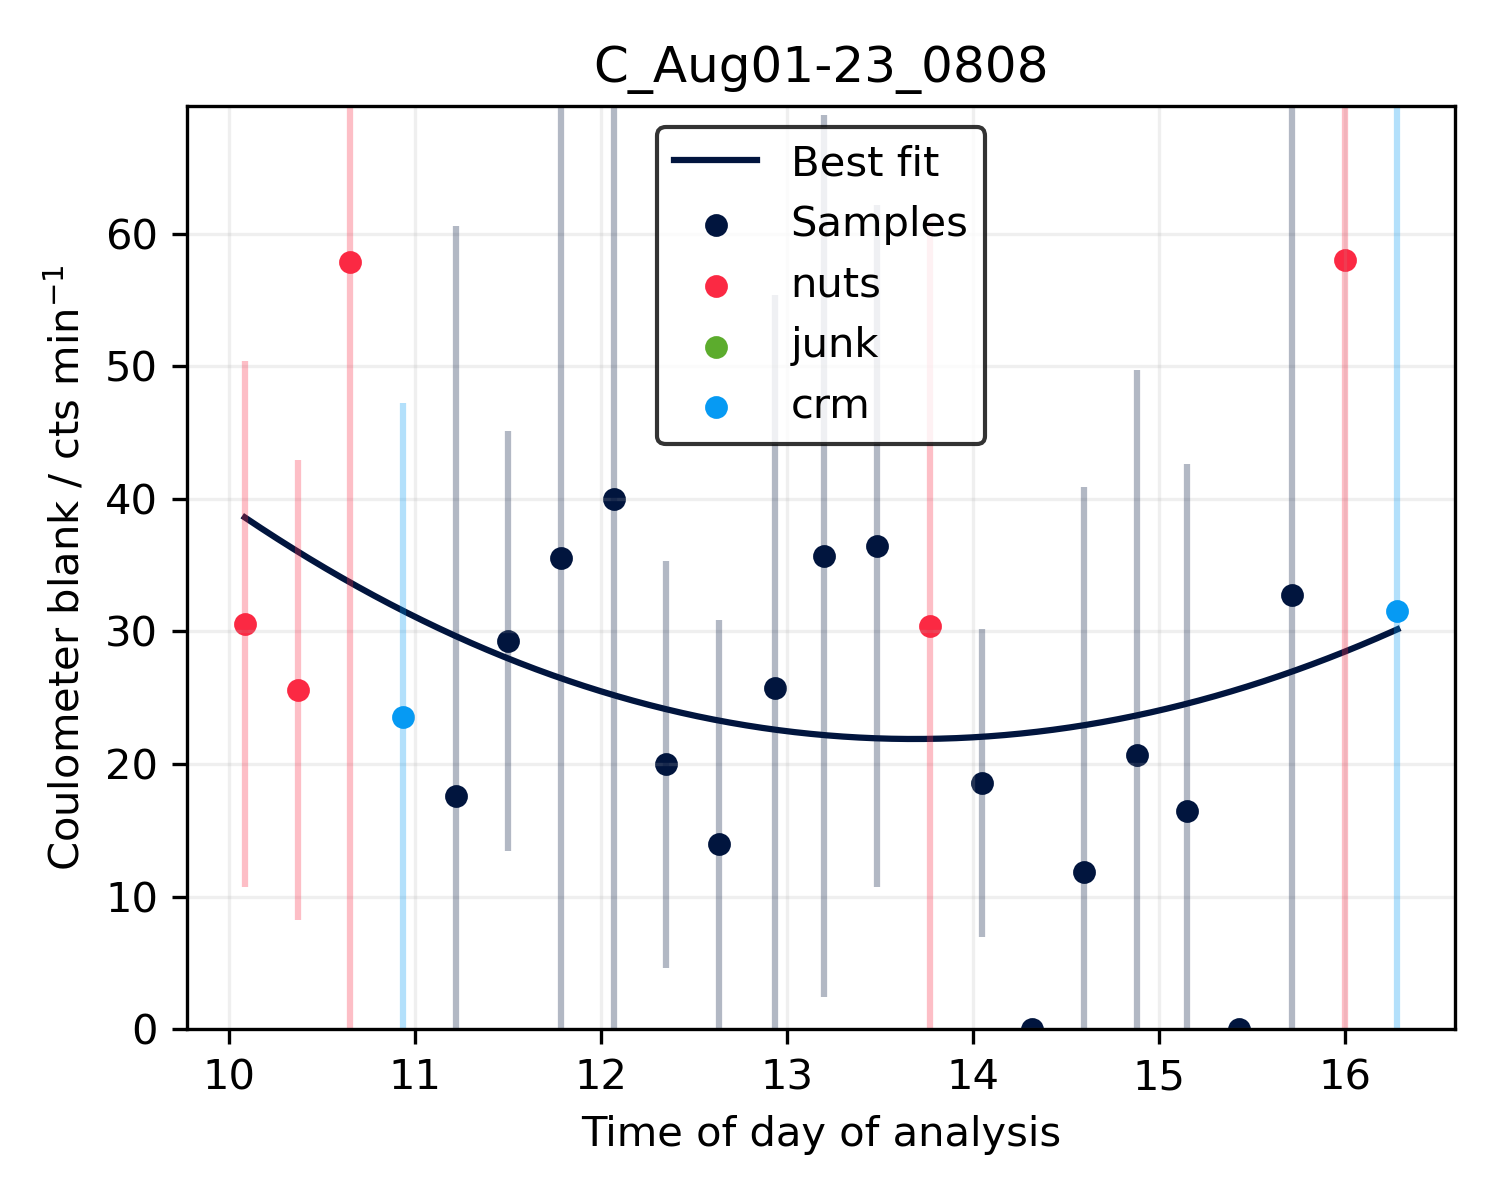 C_Aug01-23_0808
Best fit
Samples
nuts
junk
crm
Coulometer blank / cts min⁻¹
60
50
40
30
20
10
0
10 11 12 13 14 15 16
Time of day of analysis